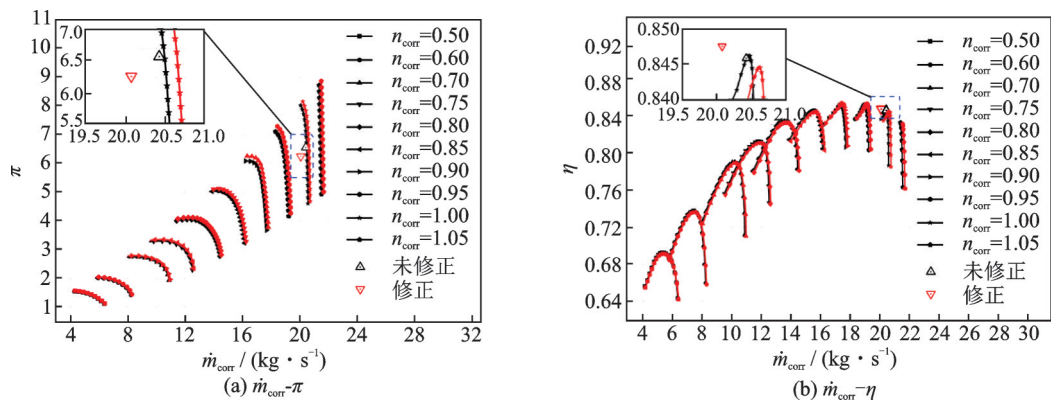 11
10
9
8
7
6
5
4
3
2
1
π
7.0
6.5
6.0
5.5
19.5 20.0 20.5 21.0
n_corr=0.50
n_corr=0.60
n_corr=0.70
n_corr=0.75
n_corr=0.80
n_corr=0.85
n_corr=0.90
n_corr=0.95
n_corr=1.00
n_corr=1.05
未修正
修正
0 4 8 12 16 20 24 28 32
ṁ_corr / (kg · s⁻¹)
(a) ṁ_corr-π
0.92
0.88
0.84
0.80
0.76
0.72
0.68
0.64
η
0.850
0.845
0.840
19.5 20.0 20.5 21.0
n_corr=0.50
n_corr=0.60
n_corr=0.70
n_corr=0.75
n_corr=0.80
n_corr=0.85
n_corr=0.90
n_corr=0.95
n_corr=1.00
n_corr=1.05
未修正
修正
4 6 8 10 12 14 16 18 20 22 24 26 28 30
ṁ_corr / (kg · s⁻¹)
(b) ṁ_corr-η